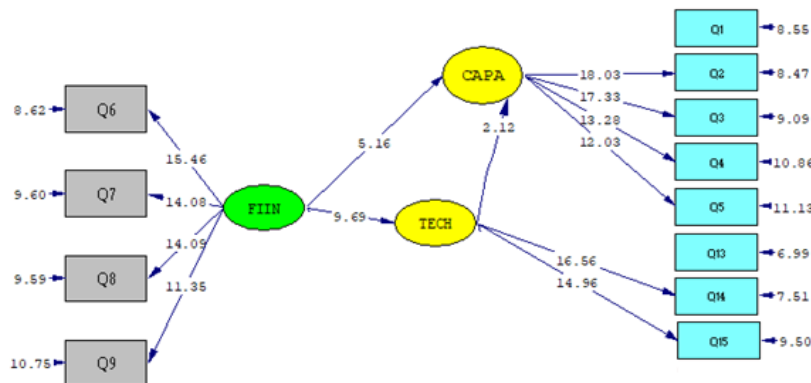 Q1 8.55
CAPA 18.03 Q2 8.47
8.62 Q6 17.33 Q3 9.09
2.12 13.28
5.16 12.03 Q4 10.86
15.46
9.60 Q7 14.08 FIIN 9.69 TECH Q5 11.13
14.09 16.56 Q13 6.99
9.59 Q8 11.35 14.96 Q14 7.51
Q15 9.50
10.75 Q9